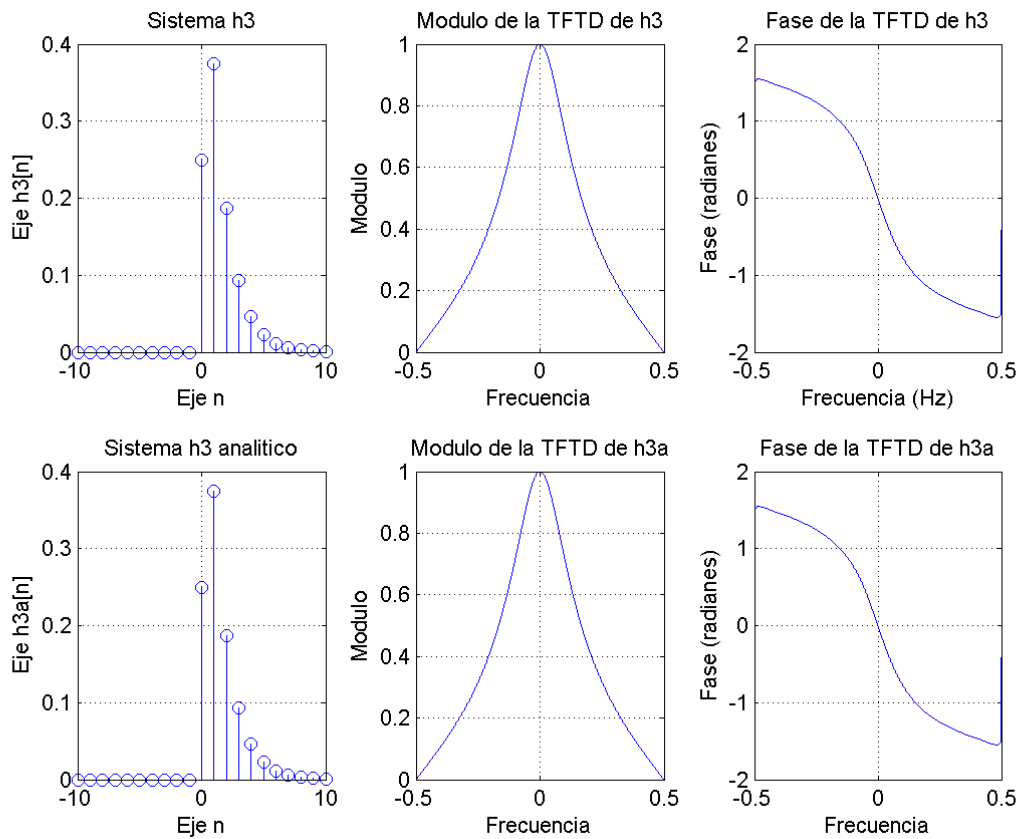 Sistema h3
Modulo de la TFTD de h3
Fase de la TFTD de h3
Eje h3[n]
0.4
0.3
0.2
0.1
0
-10
0
10
Eje n
Modulo
1
0.8
0.6
0.4
0.2
0
-0.5
0
0.5
Frecuencia
Fase (radianes)
2
1
0
-1
-2
-0.5
0
0.5
Frecuencia (Hz)
Sistema h3 analitico
Modulo de la TFTD de h3a
Fase de la TFTD de h3a
Eje h3a[n]
0.4
0.3
0.2
0.1
0
-10
0
10
Eje n
Modulo
1
0.8
0.6
0.4
0.2
0
-0.5
0
0.5
Frecuencia
Fase (radianes)
2
1
0
-1
-2
-0.5
0
0.5
Frecuencia